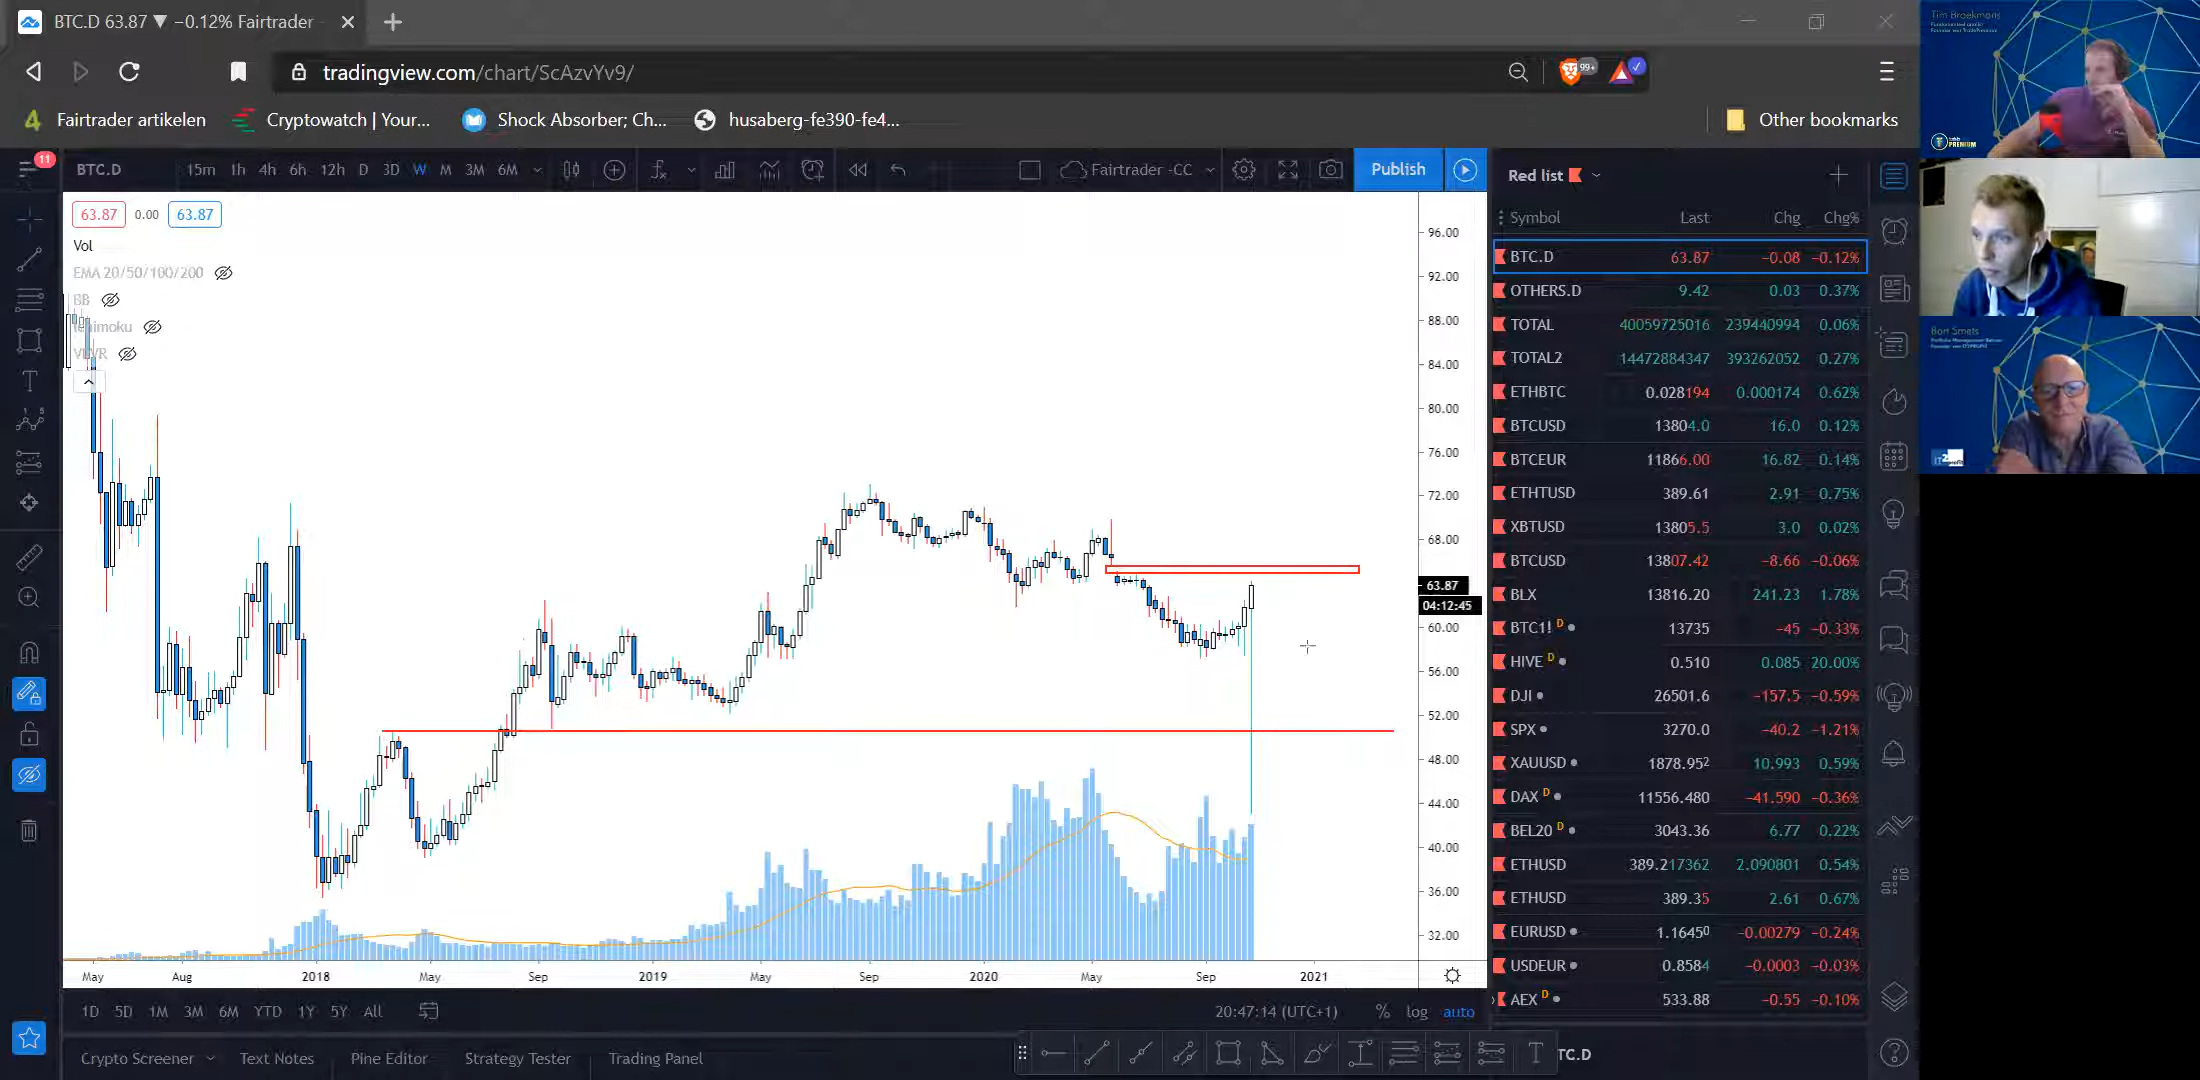 BTC.D 63.87 ▼ −0.12% Fairtrader
tradingview.com/chart/ScAzvYv9/
99+
Fairtrader artikelen
Cryptowatch | Your...
Shock Absorber; Ch...
husaberg-fe390-fe4...
Other bookmarks
11
BTC.D 15m 1h 4h 6h 12h D 3D W M 3M 6M
Fairtrader -CC
Publish
63.87 0.00 63.87
Vol
EMA 20/50/100/200
BB
VPVR
96.00
92.00
88.00
84.00
80.00
76.00
72.00
68.00
63.87
04:12:45
60.00
56.00
52.00
48.00
44.00
40.00
36.00
32.00
May Aug 2018 May Sep 2019 May Sep 2020 May Sep 2021
1D 5D 1M 3M 6M YTD 1Y 5Y All
20:47:14 (UTC+1) % log auto
Crypto Screener Text Notes Pine Editor Strategy Tester Trading Panel
TC.D
Red list
Symbol Last Chg Chg%
BTC.D 63.87 −0.08 −0.12%
OTHERS.D 9.42 0.03 0.37%
TOTAL 40059725016 239440994 0.06%
TOTAL2 14472884347 393262052 0.27%
ETHBTC 0.028194 0.000174 0.62%
BTCUSD 13804.0 16.0 0.12%
BTCEUR 11866.00 16.82 0.14%
ETHTUSD 389.61 2.91 0.75%
XBTUSD 13805.5 3.0 0.02%
BTCUSD 13807.42 −8.66 −0.06%
BLX 13816.20 241.23 1.78%
BTC1! D 13735 −45 −0.33%
HIVE D 0.510 0.085 20.00%
DJI 26501.6 −157.5 −0.59%
SPX 3270.0 −40.2 −1.21%
XAUUSD 1878.952 10.993 0.59%
DAX D 11556.480 −41.590 −0.36%
BEL20 D 3043.36 6.77 0.22%
ETHUSD 389.217362 2.090801 0.54%
ETHUSD 389.35 2.61 0.67%
EURUSD 1.16450 −0.00279 −0.24%
USDEUR 0.8584 −0.0003 −0.03%
AEX D 533.88 −0.55 −0.10%
Tim Broekmans
PREMIUM
Bart Smets